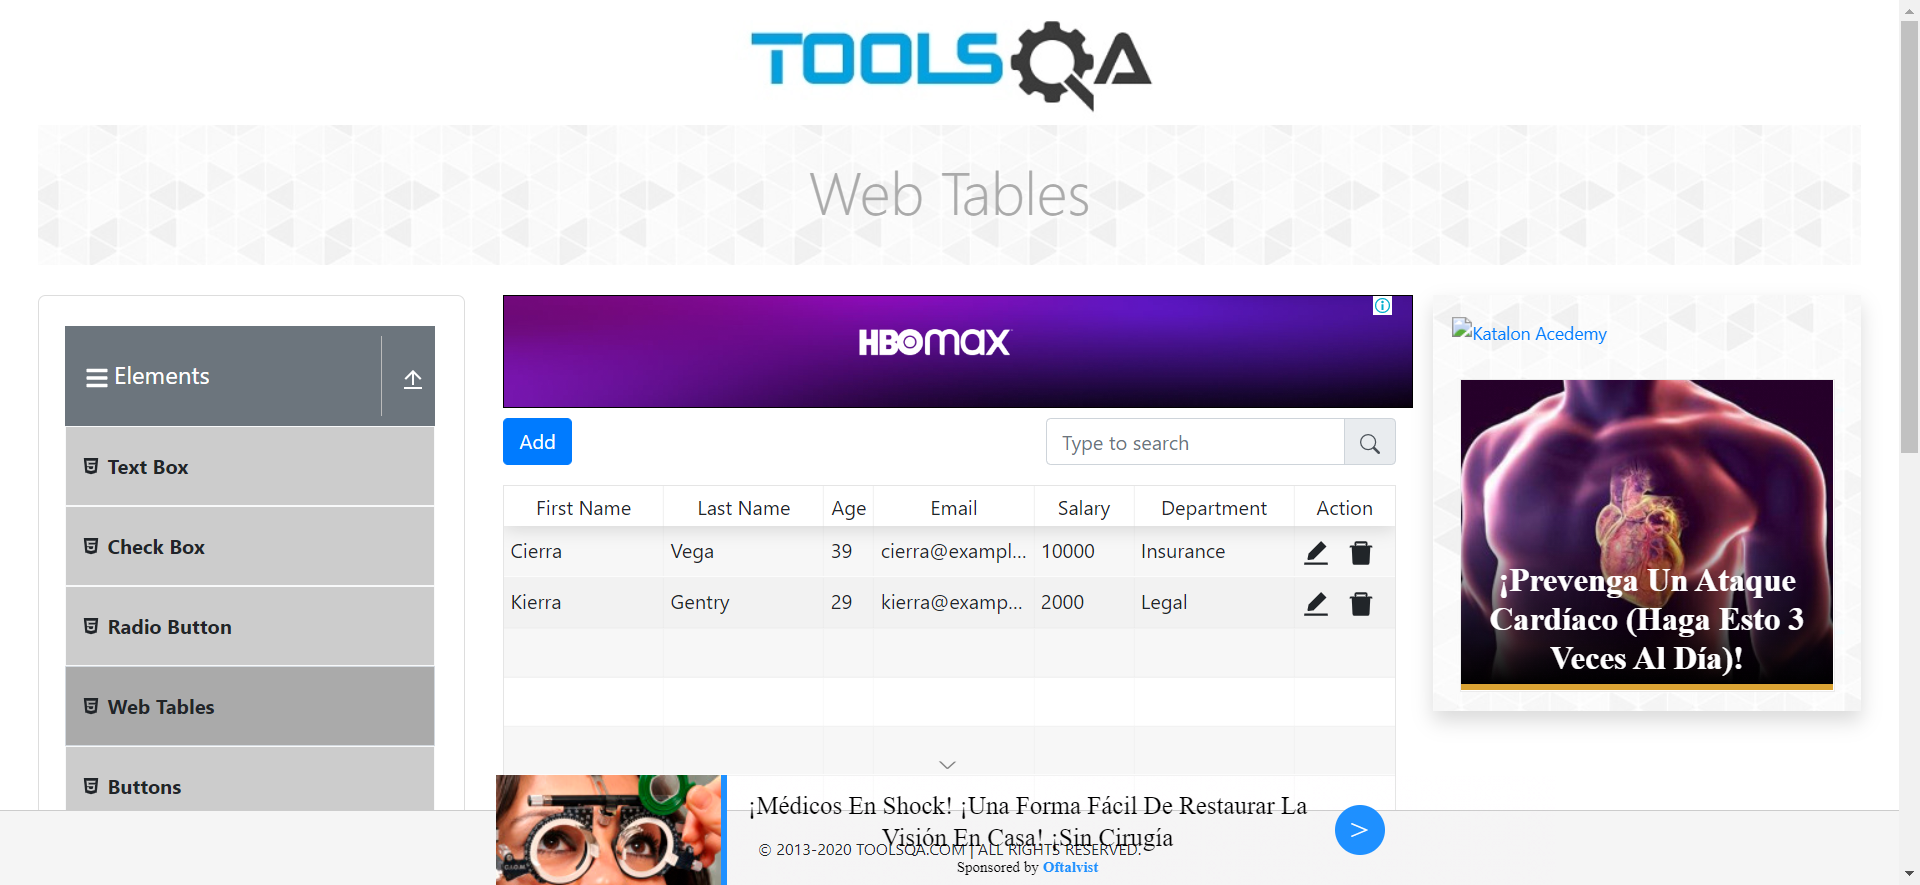 TOOLSQA
Web Tables
Elements
Text Box
Check Box
Radio Button
Web Tables
Buttons
HBOmax
Add
Type to search
First Name Last Name Age Email Salary Department Action
Cierra Vega 39 cierra@exampl... 10000 Insurance
Kierra Gentry 29 kierra@examp... 2000 Legal
Katalon Acedemy
¡Prevenga Un Ataque
Cardíaco (Haga Esto 3
Veces Al Día)!
¡Médicos En Shock! ¡Una Forma Fácil De Restaurar La
Visión En Casa! ¡Sin Cirugía
>
© 2013-2020 TOOLSQA.COM | ALL RIGHTS RESERVED.
Sponsored by Oftalvist